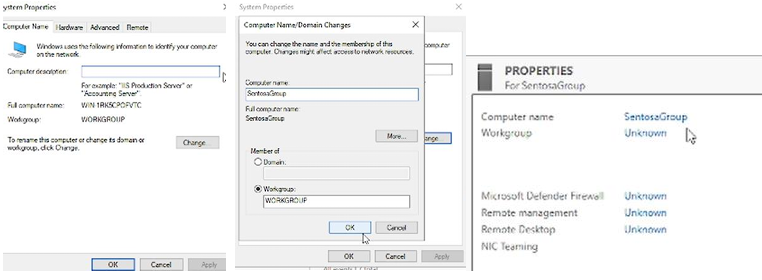 System Properties
Computer Name
Hardware
Advanced
Remote
Windows uses the following information to identify your computer
on the network.
Computer description:
For example: "IIS Production Server" or
"Accounting Server".
Full computer name:
WIN-1RK5CPOFVTC
Workgroup:
WORKGROUP
To rename this computer or change its domain or
workgroup, click Change.
Change...
OK
Cancel
Apply
System Properties
Computer Name/Domain Changes
You can change the name and the membership of this
computer. Changes might affect access to network resources.
Computer name:
SentosaGroup
Full computer name:
SentosaGroup
More...
Member of
Domain:
Workgroup:
WORKGROUP
OK
Cancel
computer
ange...
OK
Cancel
Apply
PROPERTIES
For SentosaGroup
Computer name
SentosaGroup
Workgroup
Unknown
Microsoft Defender Firewall
Unknown
Remote management
Unknown
Remote Desktop
Unknown
NIC Teaming